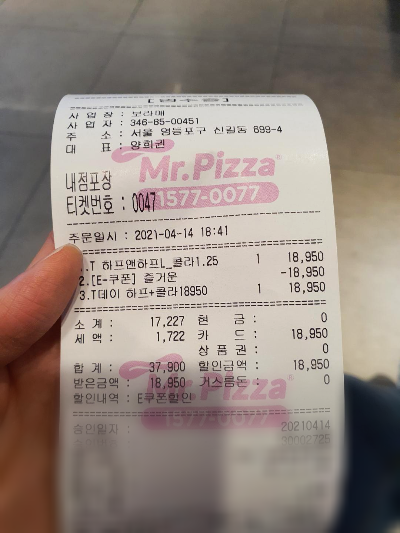 [영수증]
사 업 장 : 보라매
사 업 자 : 346-85-00451
주 소 : 서울 영등포구 신길동 699-4
대 표 : 양희권
Mr.Pizza
1577-0077
내점포장
티켓번호 : 0047
주문일시 : 2021-04-14 18:41
1.T 하프앤하프L_콜라1.25 1 18,950
2.[E-쿠폰] 즐거운 -18,950
3.T데이 하프+콜라18950 1 18,950
소 계 : 17,227 현 금 : 0
세 액 : 1,722 카 드 : 18,950
상 품 권 : 0
합 계 : 37,900 할인금액 : 18,950
받은금액 : 18,950 거스름돈 : 0
할인내역 : E쿠폰할인
Mr.Pizza
1577-0077
승인일자 : 20210414